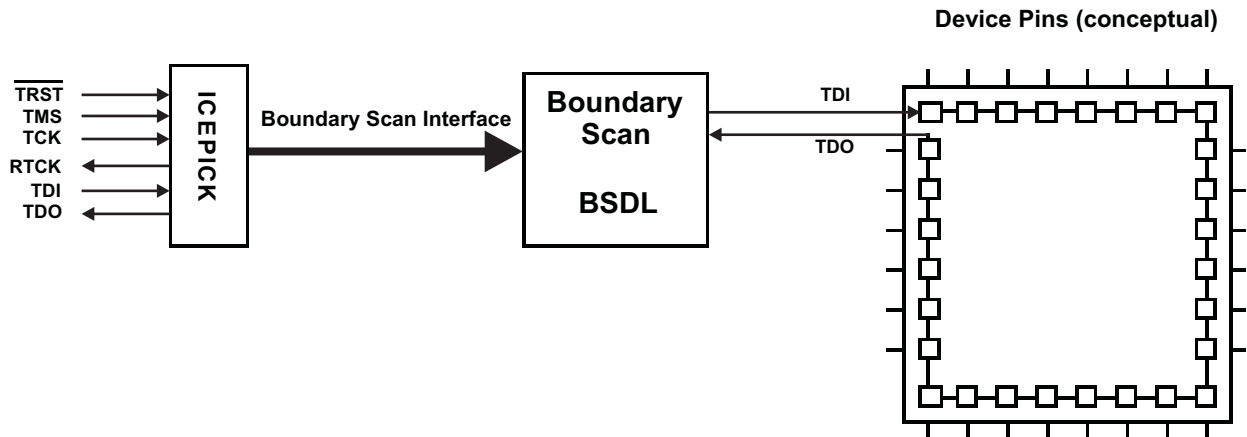 Device Pins (conceptual)
TRST
TMS
TCK
RTCK
TDI
TDO
ICEPICK
Boundary Scan Interface
Boundary
Scan
BSDL
TDI
TDO